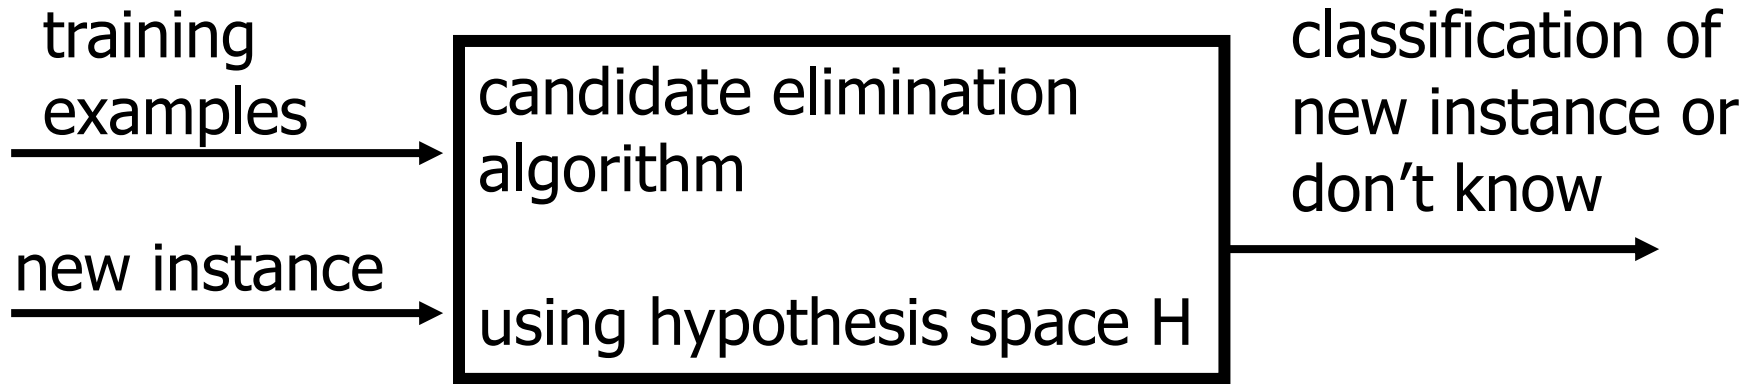 training
examples
new instance
candidate elimination
algorithm
using hypothesis space H
classification of
new instance or
don’t know